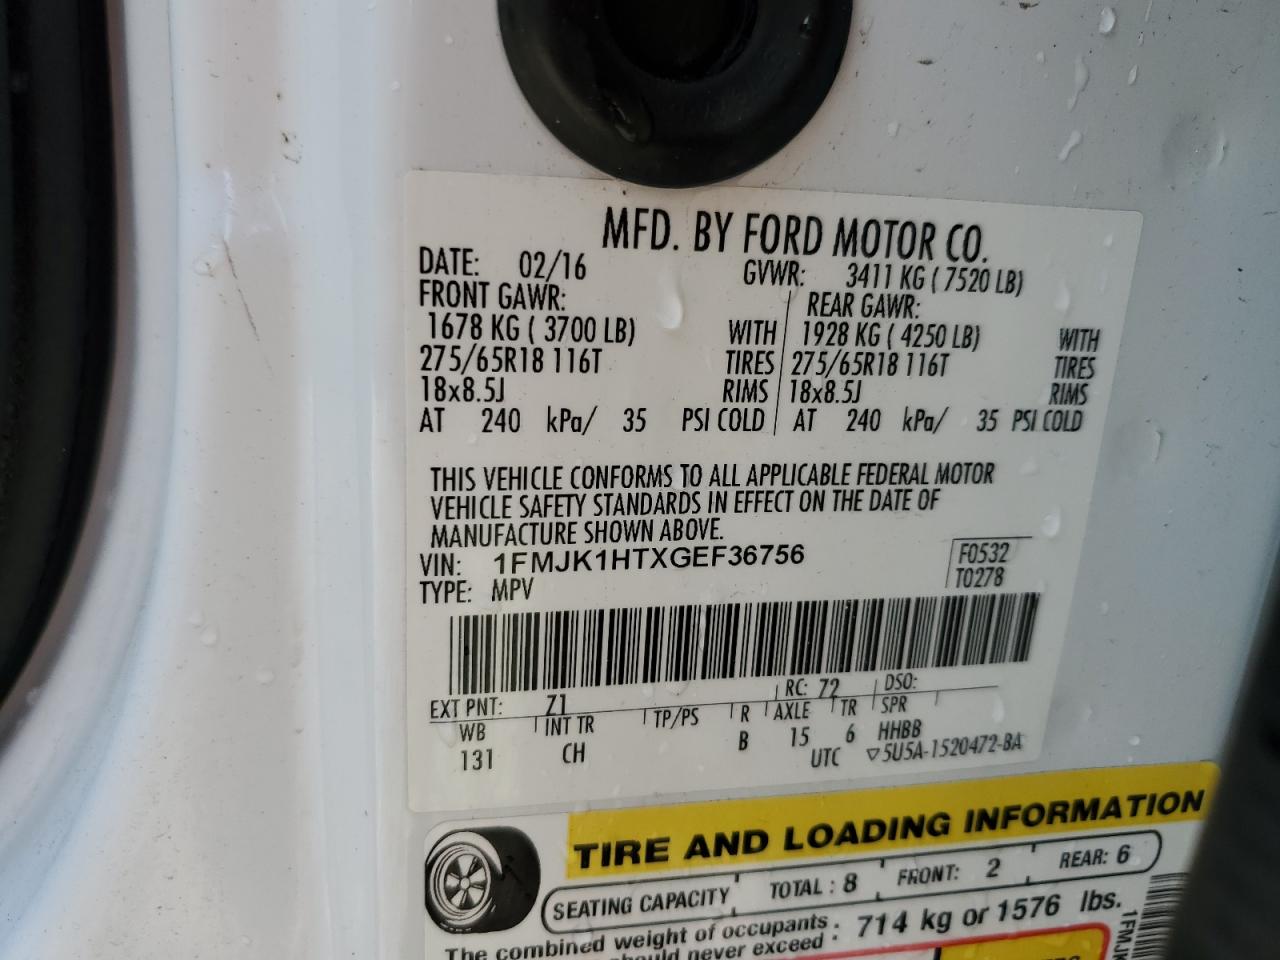 MFD. BY FORD MOTOR CO.
DATE: 02/16 GVWR: 3411 KG ( 7520 LB)
FRONT GAWR: REAR GAWR:
1678 KG ( 3700 LB) WITH 1928 KG ( 4250 LB) WITH
275/65R18 116T TIRES 275/65R18 116T TIRES
18x8.5J RIMS 18x8.5J RIMS
AT 240 kPa/ 35 PSI COLD AT 240 kPa/ 35 PSI COLD
THIS VEHICLE CONFORMS TO ALL APPLICABLE FEDERAL MOTOR
VEHICLE SAFETY STANDARDS IN EFFECT ON THE DATE OF
MANUFACTURE SHOWN ABOVE.
VIN: 1FMJK1HTXGEF36756 F0532
TYPE: MPV T0278
EXT PNT: Z1 RC: 72 DSO:
WB INT TR TP/PS R AXLE TR SPR
131 CH B 15 6 HHBB
UTC ▽5U5A-1520472-BA
TIRE AND LOADING INFORMATION
SEATING CAPACITY TOTAL : 8 FRONT: 2 REAR: 6
The combined weight of occupants : 714 kg or 1576 lbs.
should never exceed :
1FMJK